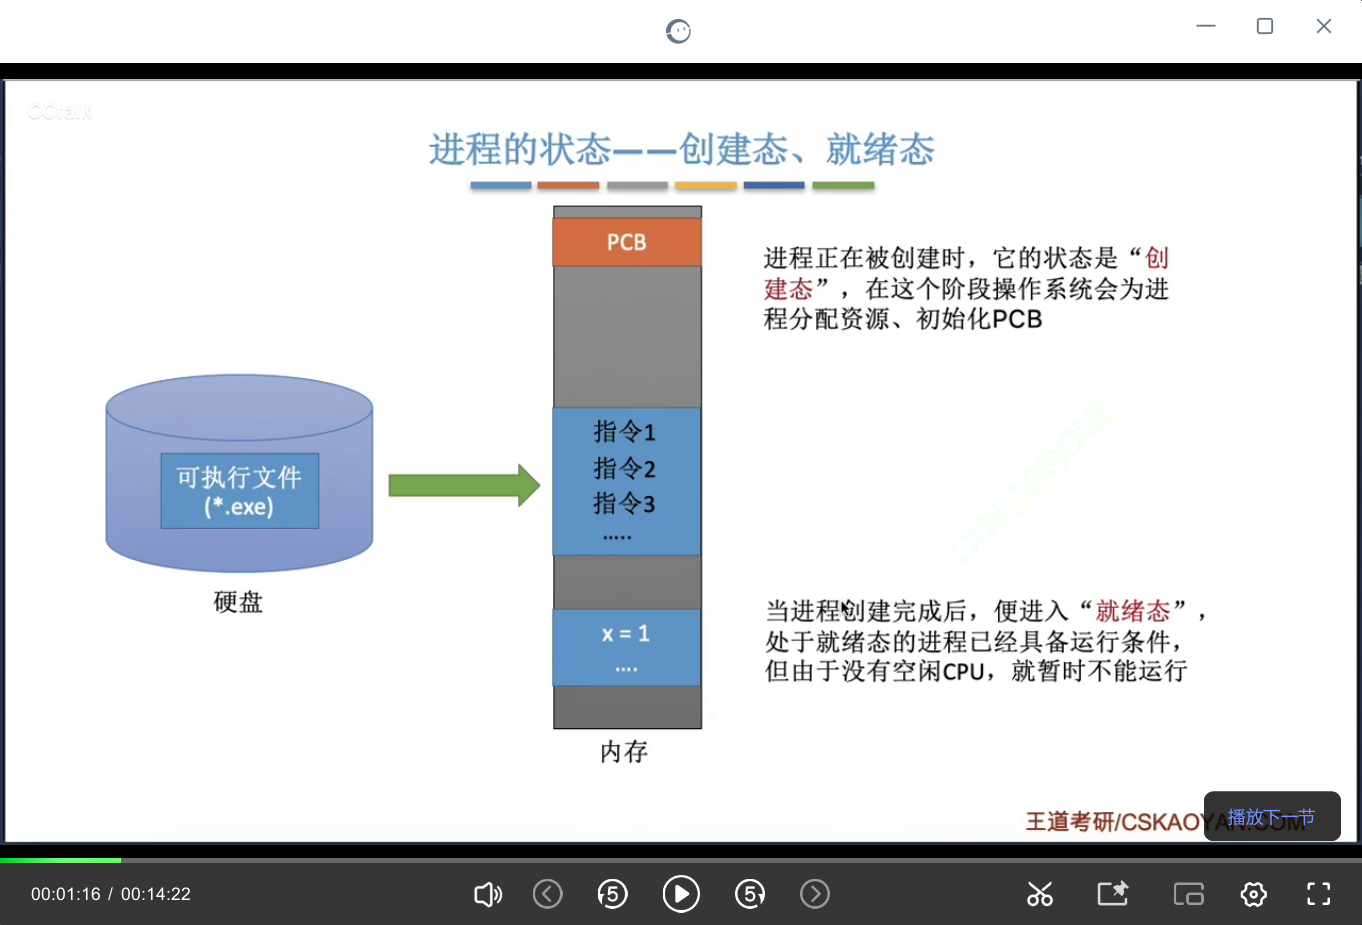 CCtalk
进程的状态——创建态、就绪态
PCB
进程正在被创建时，它的状态是“创
建态”，在这个阶段操作系统会为进
程分配资源、初始化PCB
指令1
指令2
指令3
.....
可执行文件
(*.exe)
硬盘
CUEDDSOUL
x = 1
....
当进程创建完成后，便进入“就绪态”，
处于就绪态的进程已经具备运行条件，
但由于没有空闲CPU，就暂时不能运行
内存
王道考研/CSKAOYAN.COM
播放下一节
00:01:16 / 00:14:22
5
5